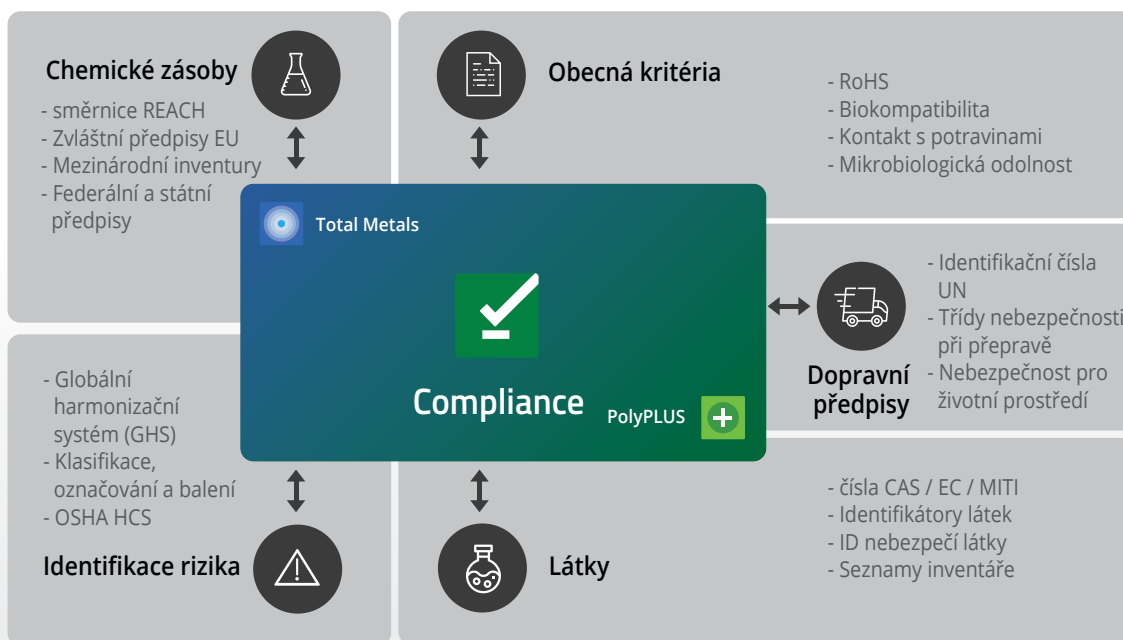 Chemické zásoby
- směrnice REACH
- Zvláštní předpisy EU
- Mezinárodní inventury
- Federální a státní
předpisy
Obecná kritéria
- RoHS
- Biokompatibilita
- Kontakt s potravinami
- Mikrobiologická odolnost
Total Metals
Compliance
PolyPLUS
Dopravní
předpisy
- Identifikační čísla
UN
- Třídy nebezpečnosti
při přepravě
- Nebezpečnost pro
životní prostředí
- Globální
harmonizační
systém (GHS)
- Klasifikace,
označování a balení
- OSHA HCS
Identifikace rizika
Látky
- čísla CAS / EC / MITI
- Identifikátory látek
- ID nebezpečí látky
- Seznamy inventáře